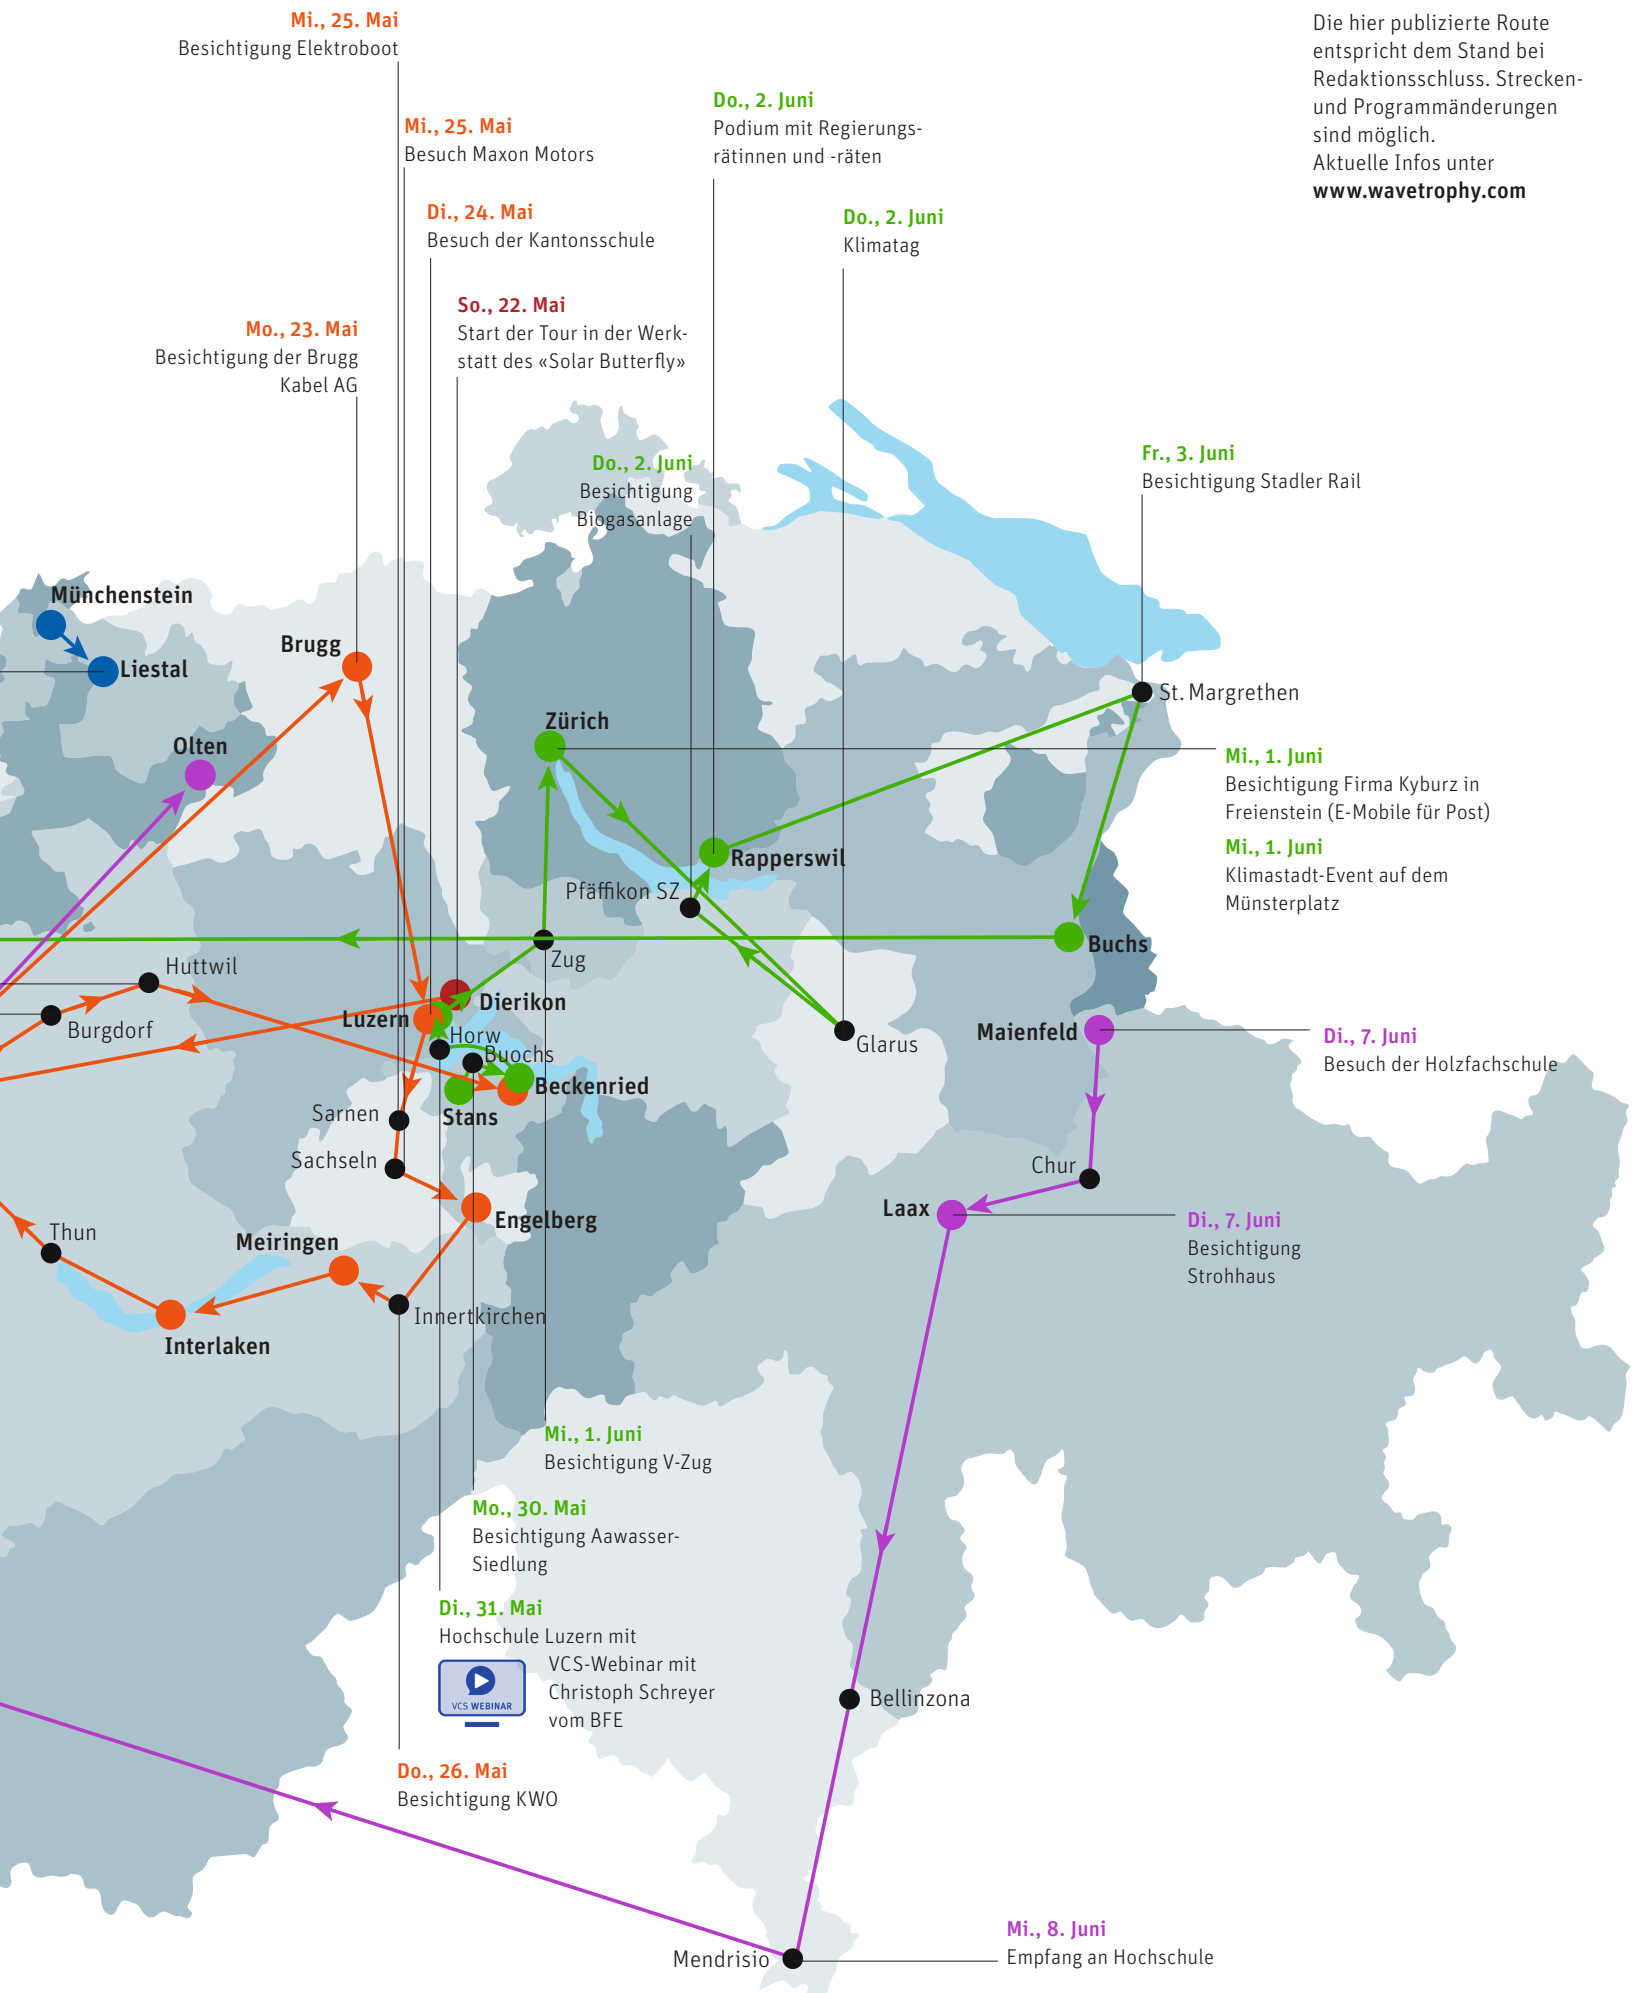 Mi., 25. Mai
Besichtigung Elektroboot
Die hier publizierte Route
entspricht dem Stand bei
Redaktionsschluss. Strecken-
und Programmänderungen
sind möglich.
Aktuelle Infos unter
www.wavetrophy.com
Mi., 25. Mai
Besuch Maxon Motors
Do., 2. Juni
Podium mit Regierungs-
rätinnen und -räten
Di., 24. Mai
Besuch der Kantonsschule
Do., 2. Juni
Klimatag
So., 22. Mai
Start der Tour in der Werk-
statt des «Solar Butterfly»
Mo., 23. Mai
Besichtigung der Brugg
Kabel AG
Do., 2. Juni
Besichtigung
Biogasanlage
Fr., 3. Juni
Besichtigung Stadler Rail
Münchenstein
Liestal
Brugg
Olten
Zürich
St. Margrethen
Mi., 1. Juni
Besichtigung Firma Kyburz in
Freienstein (E-Mobile für Post)
Mi., 1. Juni
Klimastadt-Event auf dem
Münsterplatz
Rapperswil
Pfäffikon SZ
Buchs
Zug
Huttwil
Burgdorf
Dierikon
Luzern
Horw
Buochs
Beckenried
Stans
Glarus
Maienfeld
Di., 7. Juni
Besuch der Holzfachschule
Sarnen
Sachseln
Engelberg
Chur
Laax
Di., 7. Juni
Besichtigung
Strohhaus
Thun
Meiringen
Innertkirchen
Interlaken
Mi., 1. Juni
Besichtigung V-Zug
Mo., 30. Mai
Besichtigung Aawasser-
Siedlung
Di., 31. Mai
Hochschule Luzern mit
VCS-Webinar mit
Christoph Schreyer
vom BFE
VCS WEBINAR
Bellinzona
Do., 26. Mai
Besichtigung KWO
Mendrisio
Mi., 8. Juni
Empfang an Hochschule